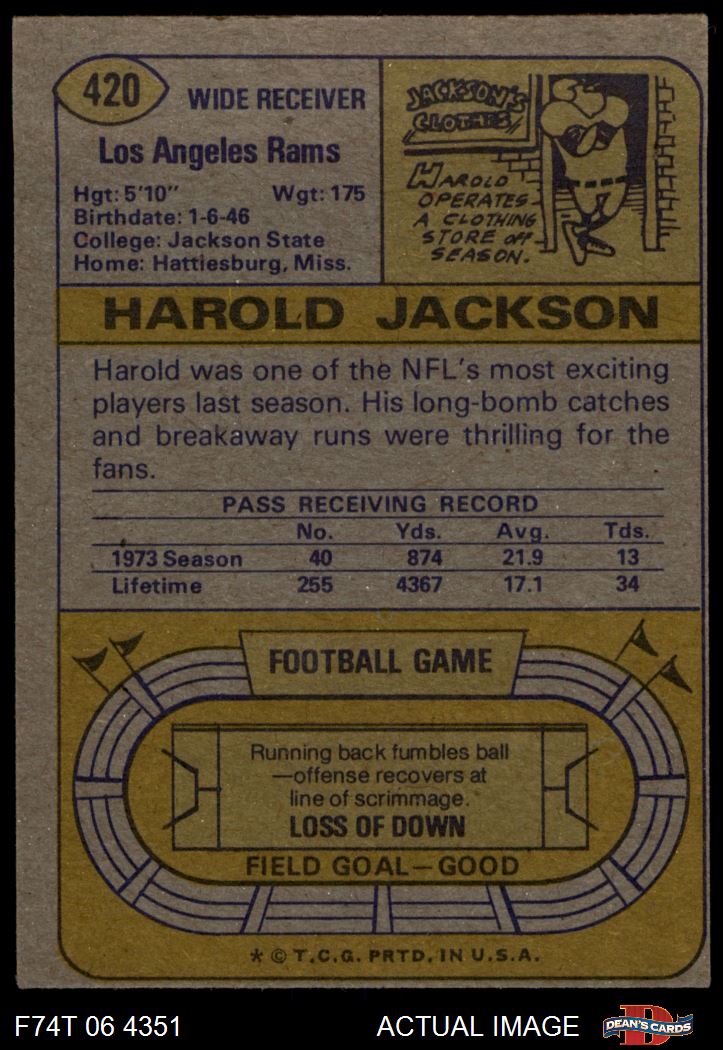 420
WIDE RECEIVER
Los Angeles Rams
Hgt: 5'10" Wgt: 175
Birthdate: 1-6-46
College: Jackson State
Home: Hattiesburg, Miss.
JACKSON'S
CLOTHES
HAROLD
OPERATES
A CLOTHING
STORE OFF-
SEASON.
HAROLD JACKSON
Harold was one of the NFL's most exciting
players last season. His long-bomb catches
and breakaway runs were thrilling for the
fans.
PASS RECEIVING RECORD
No. Yds. Avg. Tds.
1973 Season 40 874 21.9 13
Lifetime 255 4367 17.1 34
FOOTBALL GAME
Running back fumbles ball
—offense recovers at
line of scrimmage.
LOSS OF DOWN
FIELD GOAL—GOOD
* © T.C.G. PRTD. IN U.S.A.
F74T 06 4351 ACTUAL IMAGE
D
DEAN'S CARDS